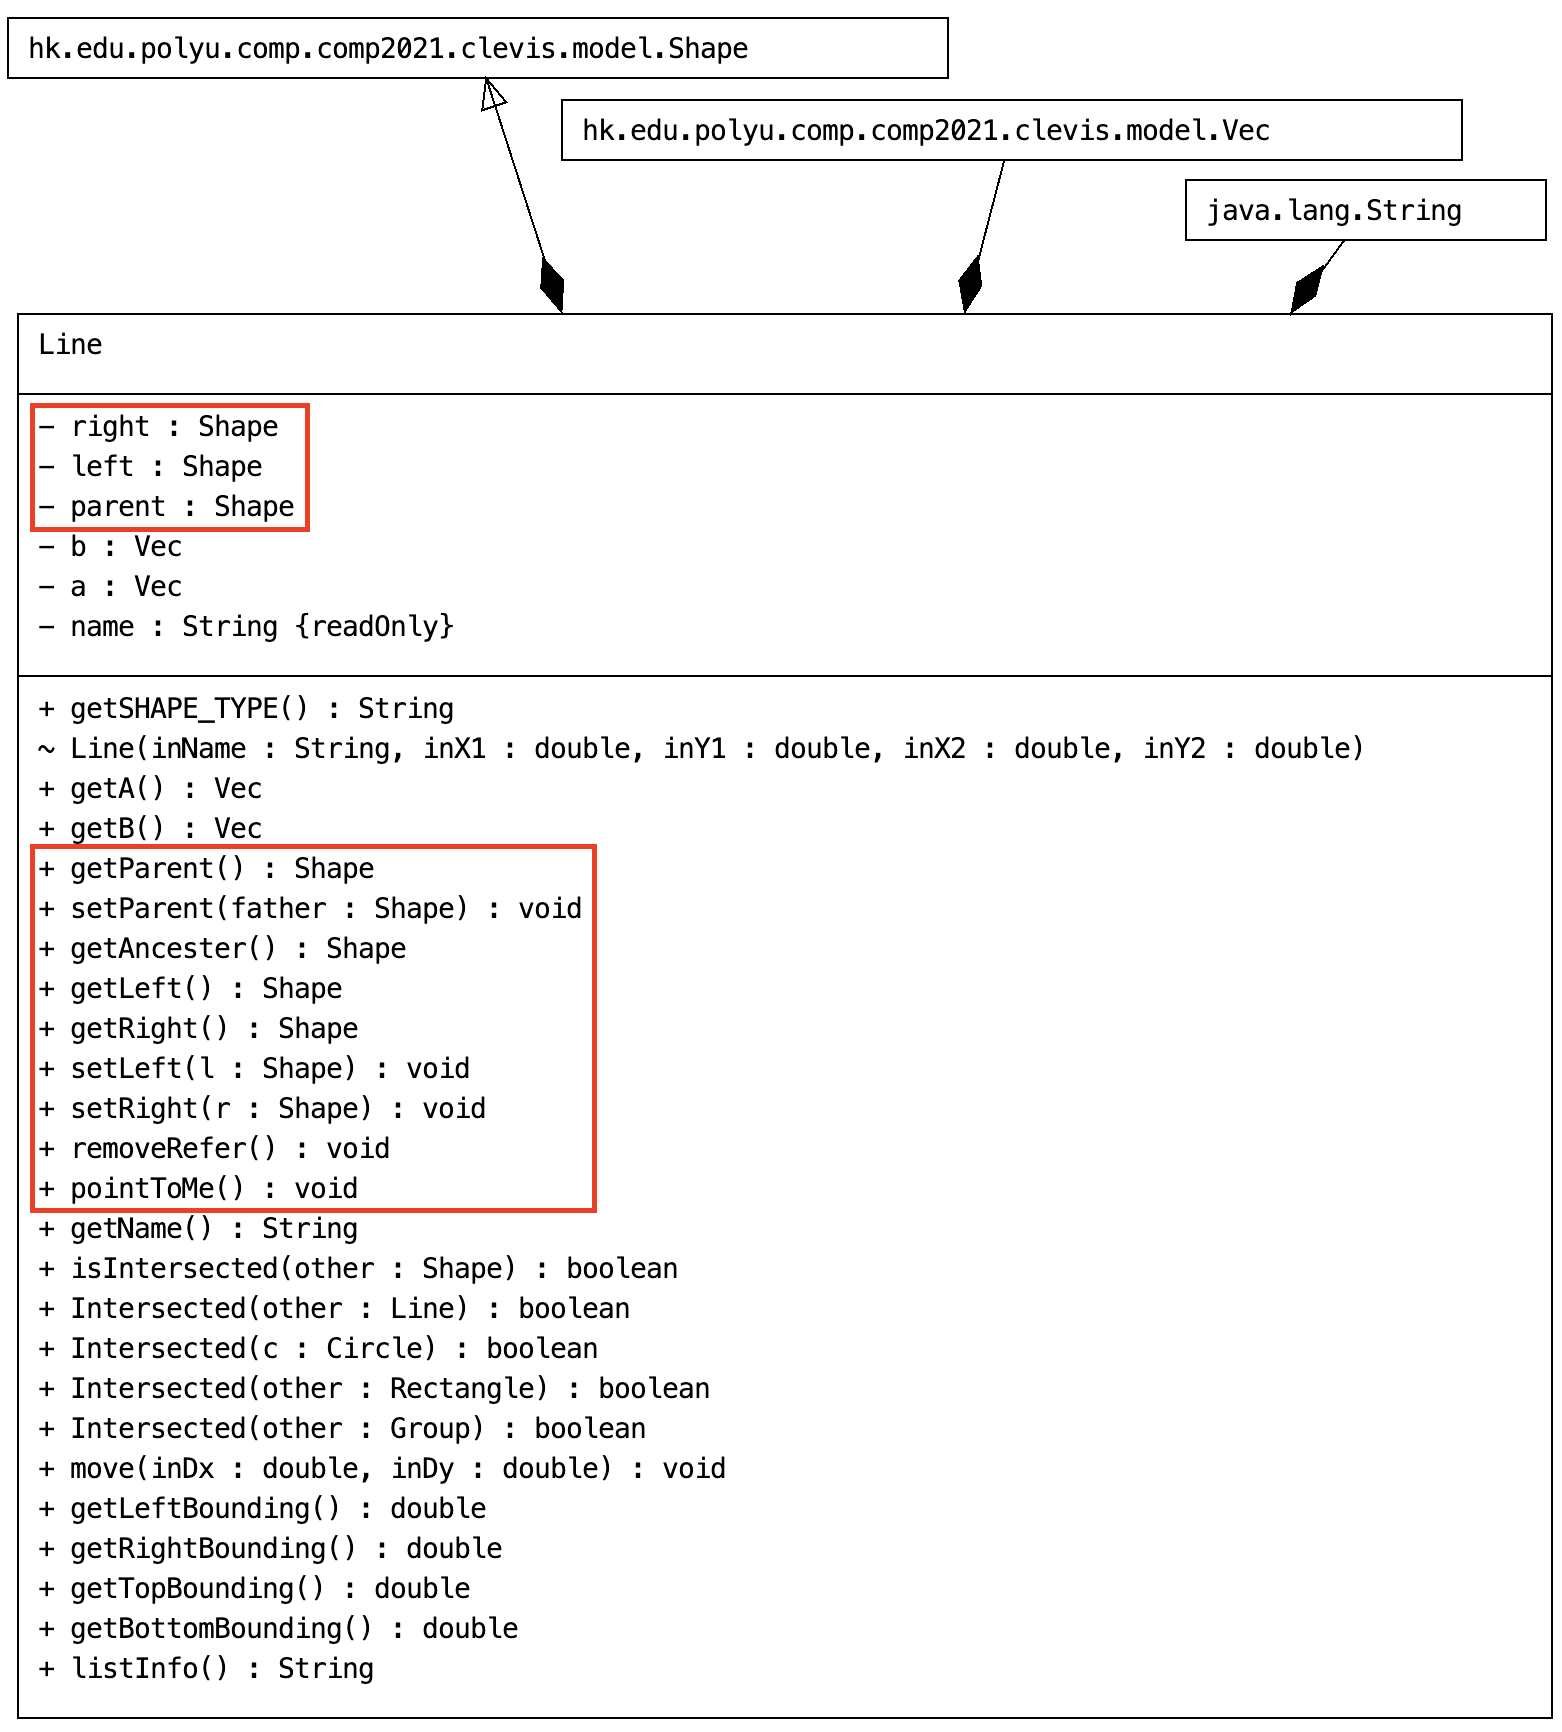 hk.edu.polyu.comp.comp2021.clevis.model.Shape
hk.edu.polyu.comp.comp2021.clevis.model.Vec
java.lang.String
Line
- right : Shape
- left : Shape
- parent : Shape
- b : Vec
- a : Vec
- name : String {readOnly}
+ getSHAPE_TYPE() : String
~ Line(inName : String, inX1 : double, inY1 : double, inX2 : double, inY2 : double)
+ getA() : Vec
+ getB() : Vec
+ getParent() : Shape
+ setParent(father : Shape) : void
+ getAncester() : Shape
+ getLeft() : Shape
+ getRight() : Shape
+ setLeft(l : Shape) : void
+ setRight(r : Shape) : void
+ removeRefer() : void
+ pointToMe() : void
+ getName() : String
+ isIntersected(other : Shape) : boolean
+ Intersected(other : Line) : boolean
+ Intersected(c : Circle) : boolean
+ Intersected(other : Rectangle) : boolean
+ Intersected(other : Group) : boolean
+ move(inDx : double, inDy : double) : void
+ getLeftBounding() : double
+ getRightBounding() : double
+ getTopBounding() : double
+ getBottomBounding() : double
+ listInfo() : String